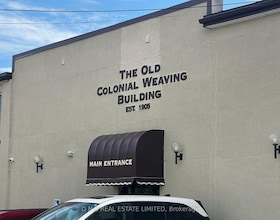 THE OLD
COLONIAL WEAVING
BUILDING
EST. 1905
MAIN ENTRANCE
REAL ESTATE LIMITED, Brokerage